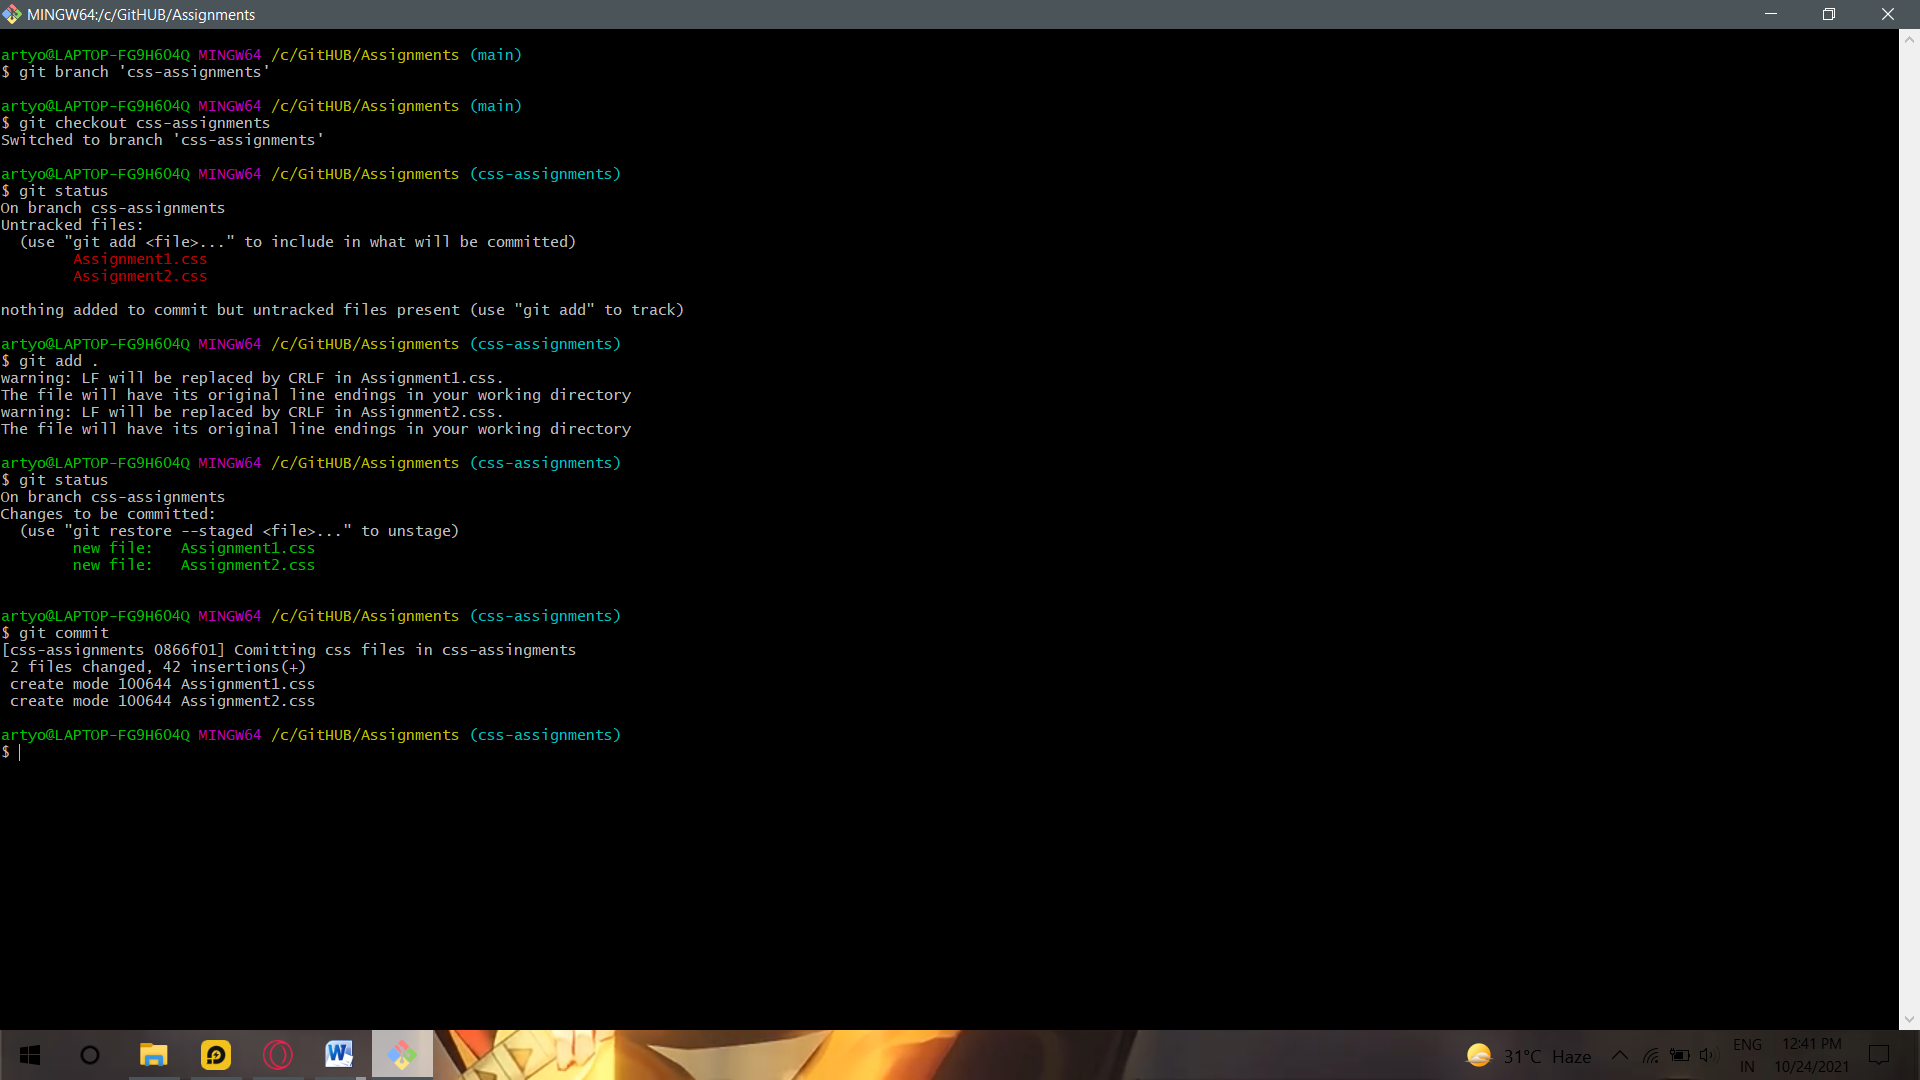 MINGW64:/c/GitHUB/Assignments
artyo@LAPTOP-FG9H6O4Q MINGW64 /c/GitHUB/Assignments (main)
$ git branch 'css-assignments'
artyo@LAPTOP-FG9H6O4Q MINGW64 /c/GitHUB/Assignments (main)
$ git checkout css-assignments
Switched to branch 'css-assignments'
artyo@LAPTOP-FG9H6O4Q MINGW64 /c/GitHUB/Assignments (css-assignments)
$ git status
On branch css-assignments
Untracked files:
  (use "git add <file>..." to include in what will be committed)
        Assignment1.css
        Assignment2.css
nothing added to commit but untracked files present (use "git add" to track)
artyo@LAPTOP-FG9H6O4Q MINGW64 /c/GitHUB/Assignments (css-assignments)
$ git add .
warning: LF will be replaced by CRLF in Assignment1.css.
The file will have its original line endings in your working directory
warning: LF will be replaced by CRLF in Assignment2.css.
The file will have its original line endings in your working directory
artyo@LAPTOP-FG9H6O4Q MINGW64 /c/GitHUB/Assignments (css-assignments)
$ git status
On branch css-assignments
Changes to be committed:
  (use "git restore --staged <file>..." to unstage)
        new file:   Assignment1.css
        new file:   Assignment2.css
artyo@LAPTOP-FG9H6O4Q MINGW64 /c/GitHUB/Assignments (css-assignments)
$ git commit
[css-assignments 0866f01] Comitting css files in css-assingments
 2 files changed, 42 insertions(+)
 create mode 100644 Assignment1.css
 create mode 100644 Assignment2.css
artyo@LAPTOP-FG9H6O4Q MINGW64 /c/GitHUB/Assignments (css-assignments)
$
31°C Haze
ENG
IN
12:41 PM
10/24/2021